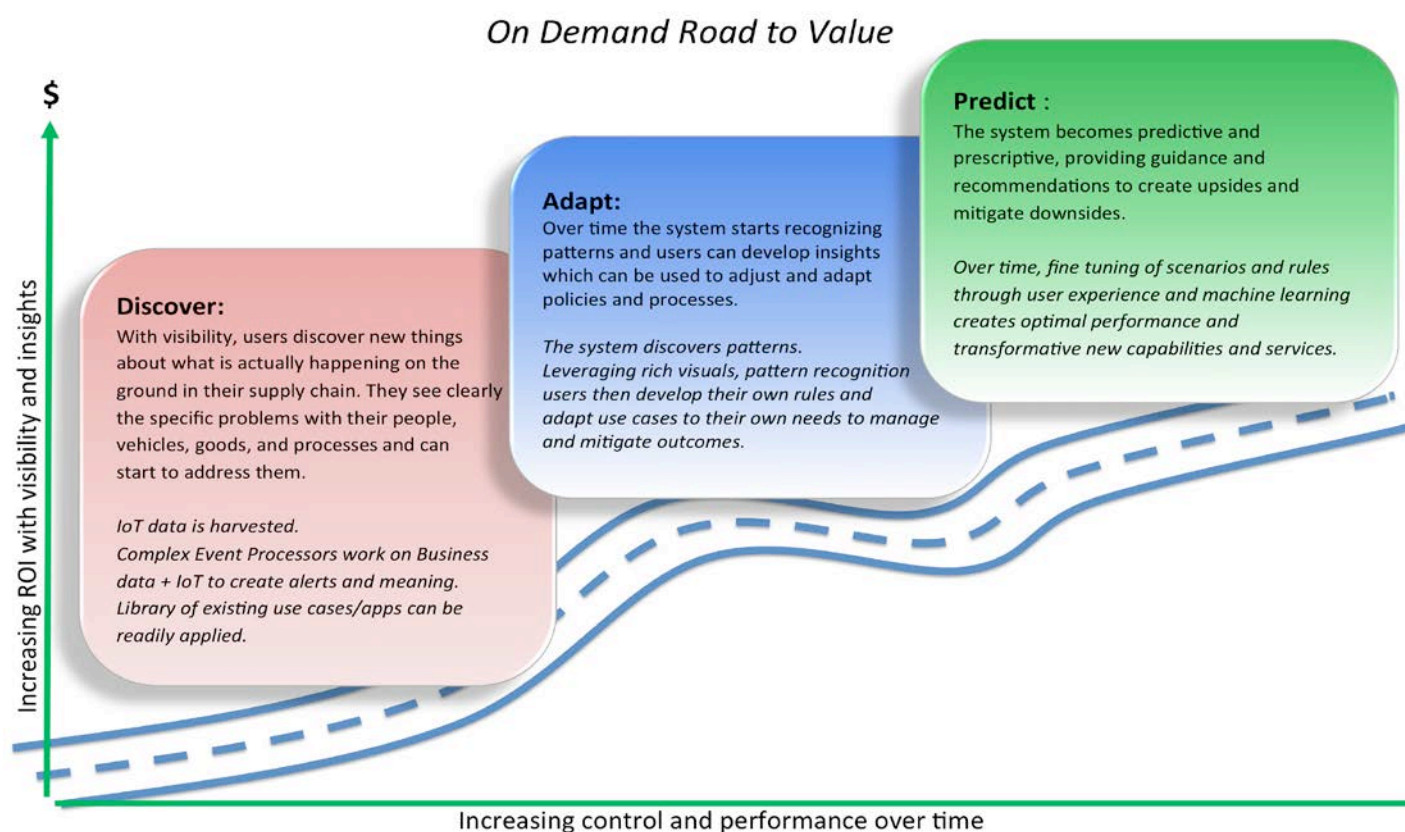 On Demand Road to Value
$
Increasing ROI with visibility and insights
Discover:
With visibility, users discover new things
about what is actually happening on the
ground in their supply chain. They see clearly
the specific problems with their people,
vehicles, goods, and processes and can
start to address them.
IoT data is harvested.
Complex Event Processors work on Business
data + IoT to create alerts and meaning.
Library of existing use cases/apps can be
readily applied.
Adapt:
Over time the system starts recognizing
patterns and users can develop insights
which can be used to adjust and adapt
policies and processes.
The system discovers patterns.
Leveraging rich visuals, pattern recognition
users then develop their own rules and
adapt use cases to their own needs to manage
and mitigate outcomes.
Predict :
The system becomes predictive and
prescriptive, providing guidance and
recommendations to create upsides and
mitigate downsides.
Over time, fine tuning of scenarios and rules
through user experience and machine learning
creates optimal performance and
transformative new capabilities and services.
Increasing control and performance over time